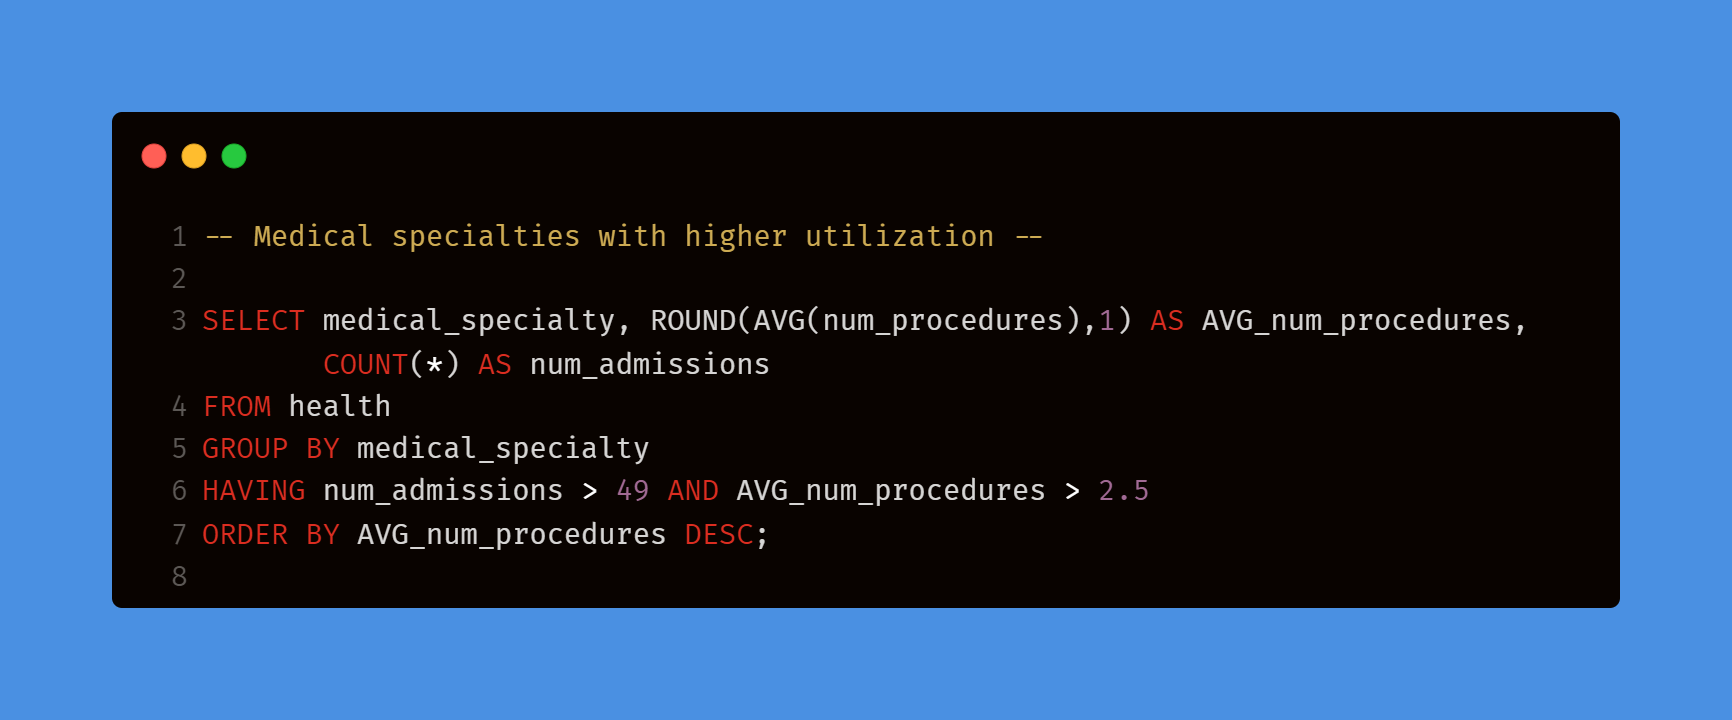 1 -- Medical specialties with higher utilization --
2
3 SELECT medical_specialty, ROUND(AVG(num_procedures),1) AS AVG_num_procedures,
COUNT(*) AS num_admissions
4 FROM health
5 GROUP BY medical_specialty
6 HAVING num_admissions > 49 AND AVG_num_procedures > 2.5
7 ORDER BY AVG_num_procedures DESC;
8